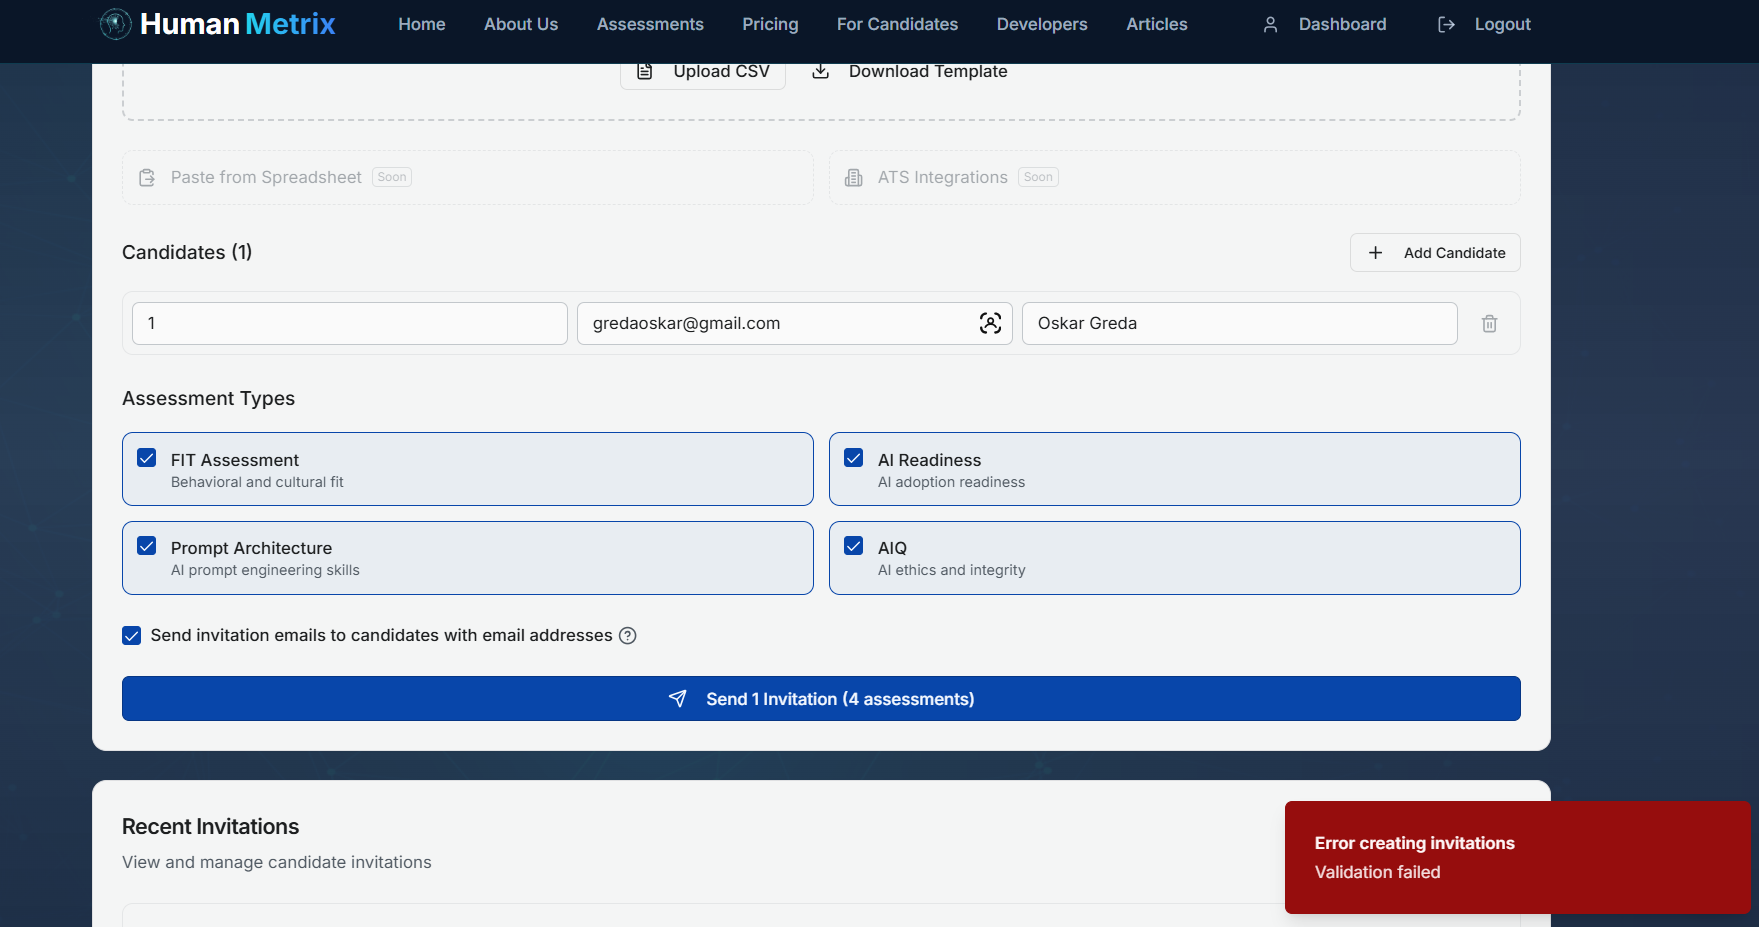 Human Metrix
Home About Us Assessments Pricing For Candidates Developers Articles Dashboard Logout
Upload CSV Download Template
Paste from Spreadsheet Soon ATS Integrations Soon
Candidates (1) Add Candidate
1 gredaoskar@gmail.com Oskar Greda
Assessment Types
FIT Assessment
Behavioral and cultural fit
AI Readiness
AI adoption readiness
Prompt Architecture
AI prompt engineering skills
AIQ
AI ethics and integrity
Send invitation emails to candidates with email addresses ?
Send 1 Invitation (4 assessments)
Recent Invitations
View and manage candidate invitations
Error creating invitations
Validation failed